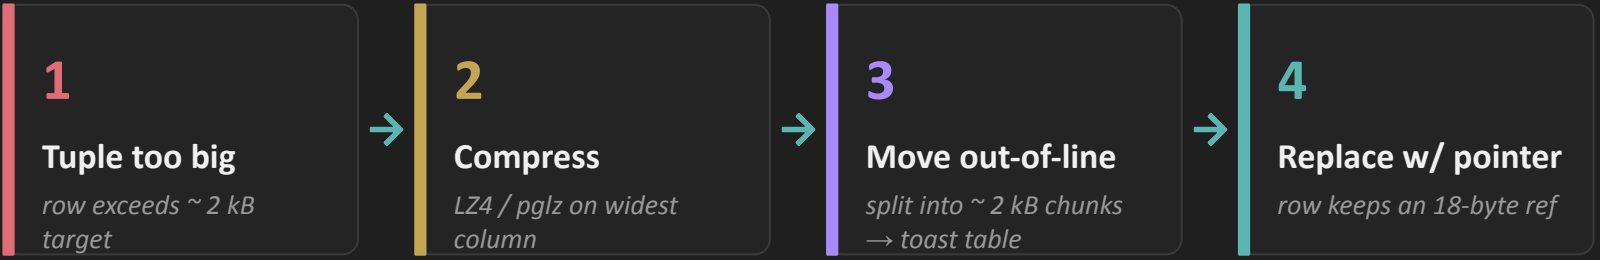 1
Tuple too big
row exceeds ~ 2 kB
target
→
2
Compress
LZ4 / pglz on widest
column
→
3
Move out-of-line
split into ~ 2 kB chunks
→ toast table
→
4
Replace w/ pointer
row keeps an 18-byte ref